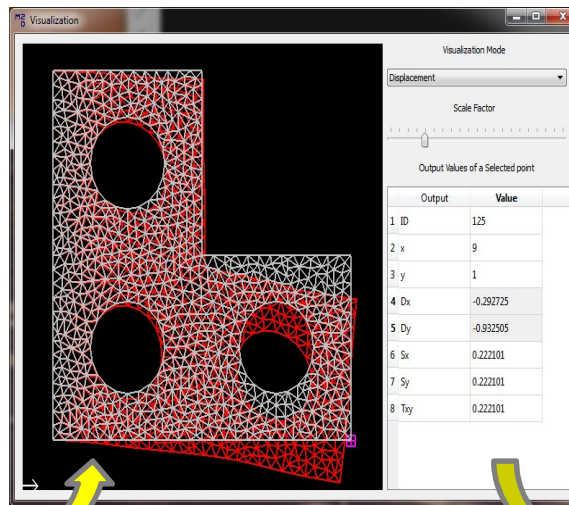 M2D Visualization
Visualization Mode
Displacement
Scale Factor
Output Values of a Selected point
Output Value
1 ID 125
2 x 9
3 y 1
4 Dx -0.292725
5 Dy -0.932505
6 Sx 0.222101
7 Sy 0.222101
8 Txy 0.222101